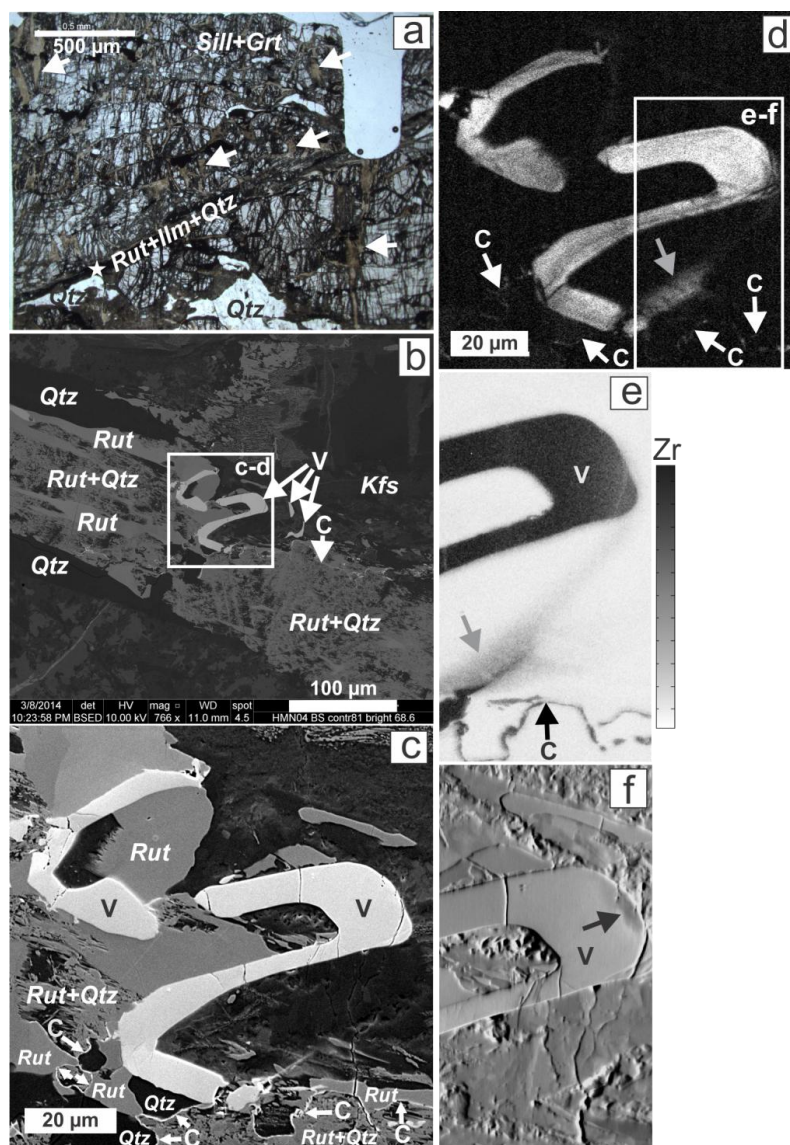 a
0.5 mm
500 µm
Sill+Grt
Rut+Ilm+Qtz
Qtz
Qtz
b
Qtz
Rut
Rut+Qtz
Rut
Qtz
c-d
V
C
Kfs
Rut+Qtz
100 µm
3/8/2014 det HV mag □ WD spot
10:23:58 PM BSED 10.00 kV 766 x 11.0 mm 4.5 HMN04 BS contr81 bright 68.6
c
Rut
V
V
Rut+Qtz
C
Rut
Rut
Qtz
Rut
C
C
20 µm
Qtz
C
Rut+Qtz
d
e-f
C
C
C
C
20 µm
e
V
Zr
C
f
V